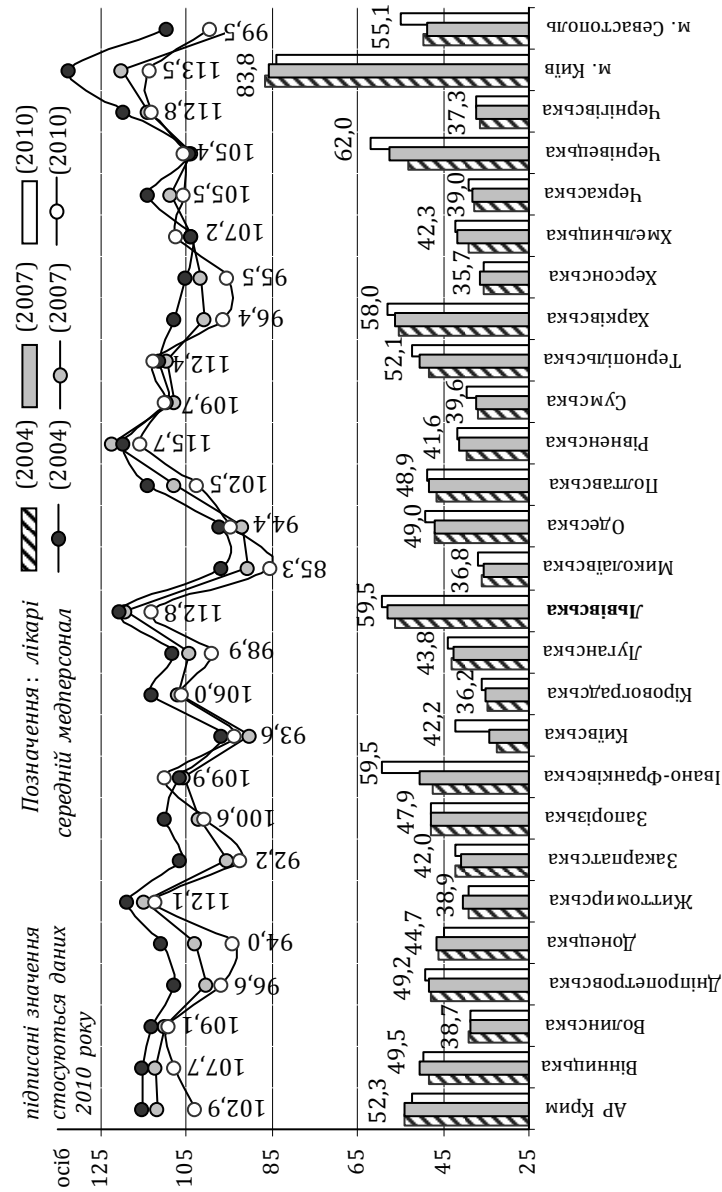 підписані значення
стосуються даних
2010 року
Позначення: лікарі
(2004)
(2007)
(2010)
середній медперсонал
(2004)
(2007)
(2010)
осіб
125
105
85
65
45
25
102,9
107,7
109,1
96,6
94,0
112,1
92,2
100,6
109,9
93,6
106,0
98,9
112,8
85,3
94,4
102,5
115,7
109,7
112,4
96,4
95,5
107,2
105,5
105,4
112,8
113,5
99,5
52,3
49,5
38,7
49,2
44,7
38,9
42,0
47,9
59,5
42,2
36,2
43,8
59,5
36,8
49,0
48,9
41,6
39,6
52,1
58,0
35,7
42,3
39,0
62,0
37,3
83,8
55,1
АР Крим
Вінницька
Волинська
Дніпропетровська
Донецька
Життомирська
Закарпатська
Запорізька
Івано-Франківська
Київська
Кіровоградська
Луганська
Львівська
Миколаївська
Одеська
Полтавська
Рівненська
Сумська
Тернопільська
Харківська
Херсонська
Хмельницька
Черкаська
Чернівецька
Чернігівська
м. Київ
м. Севастополь